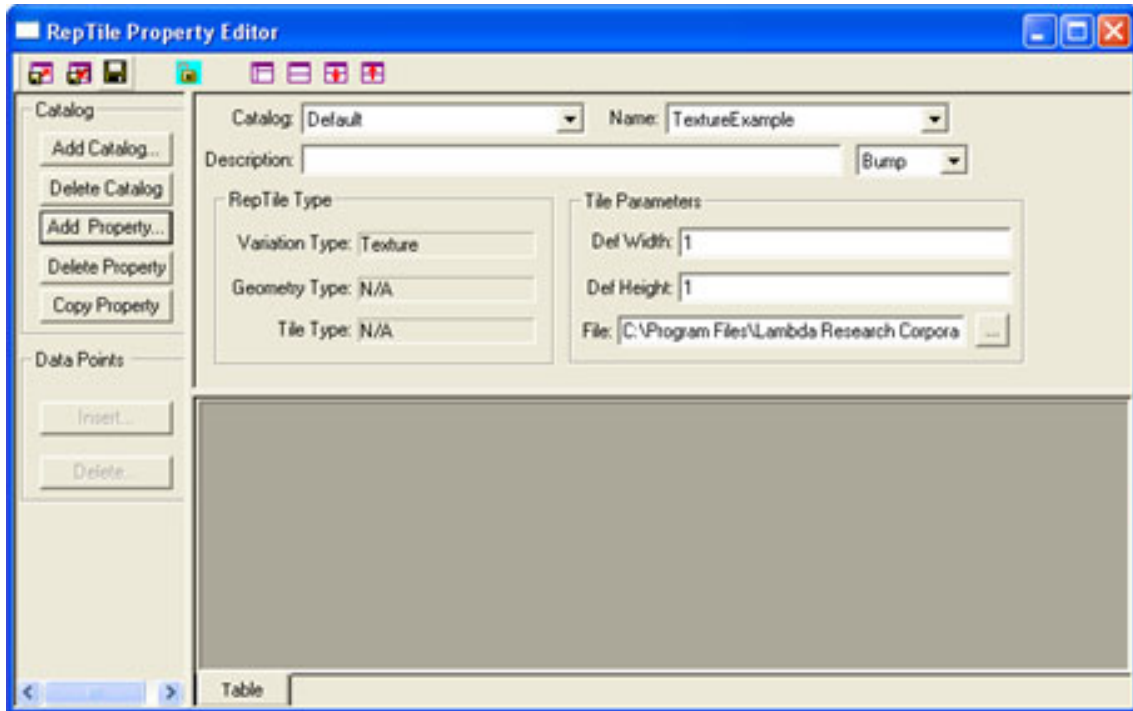 RepTile Property Editor
Catalog
Add Catalog...
Delete Catalog
Add Property...
Delete Property
Copy Property
Data Points
Insert...
Delete...
Catalog: Default
Name: TextureExample
Description:
Bump
RepTile Type
Variation Type: Texture
Geometry Type: N/A
Tile Type: N/A
Tile Parameters
Def Width: 1
Def Height: 1
File: C:\Program Files\Lambda Research Corpora
...
Table